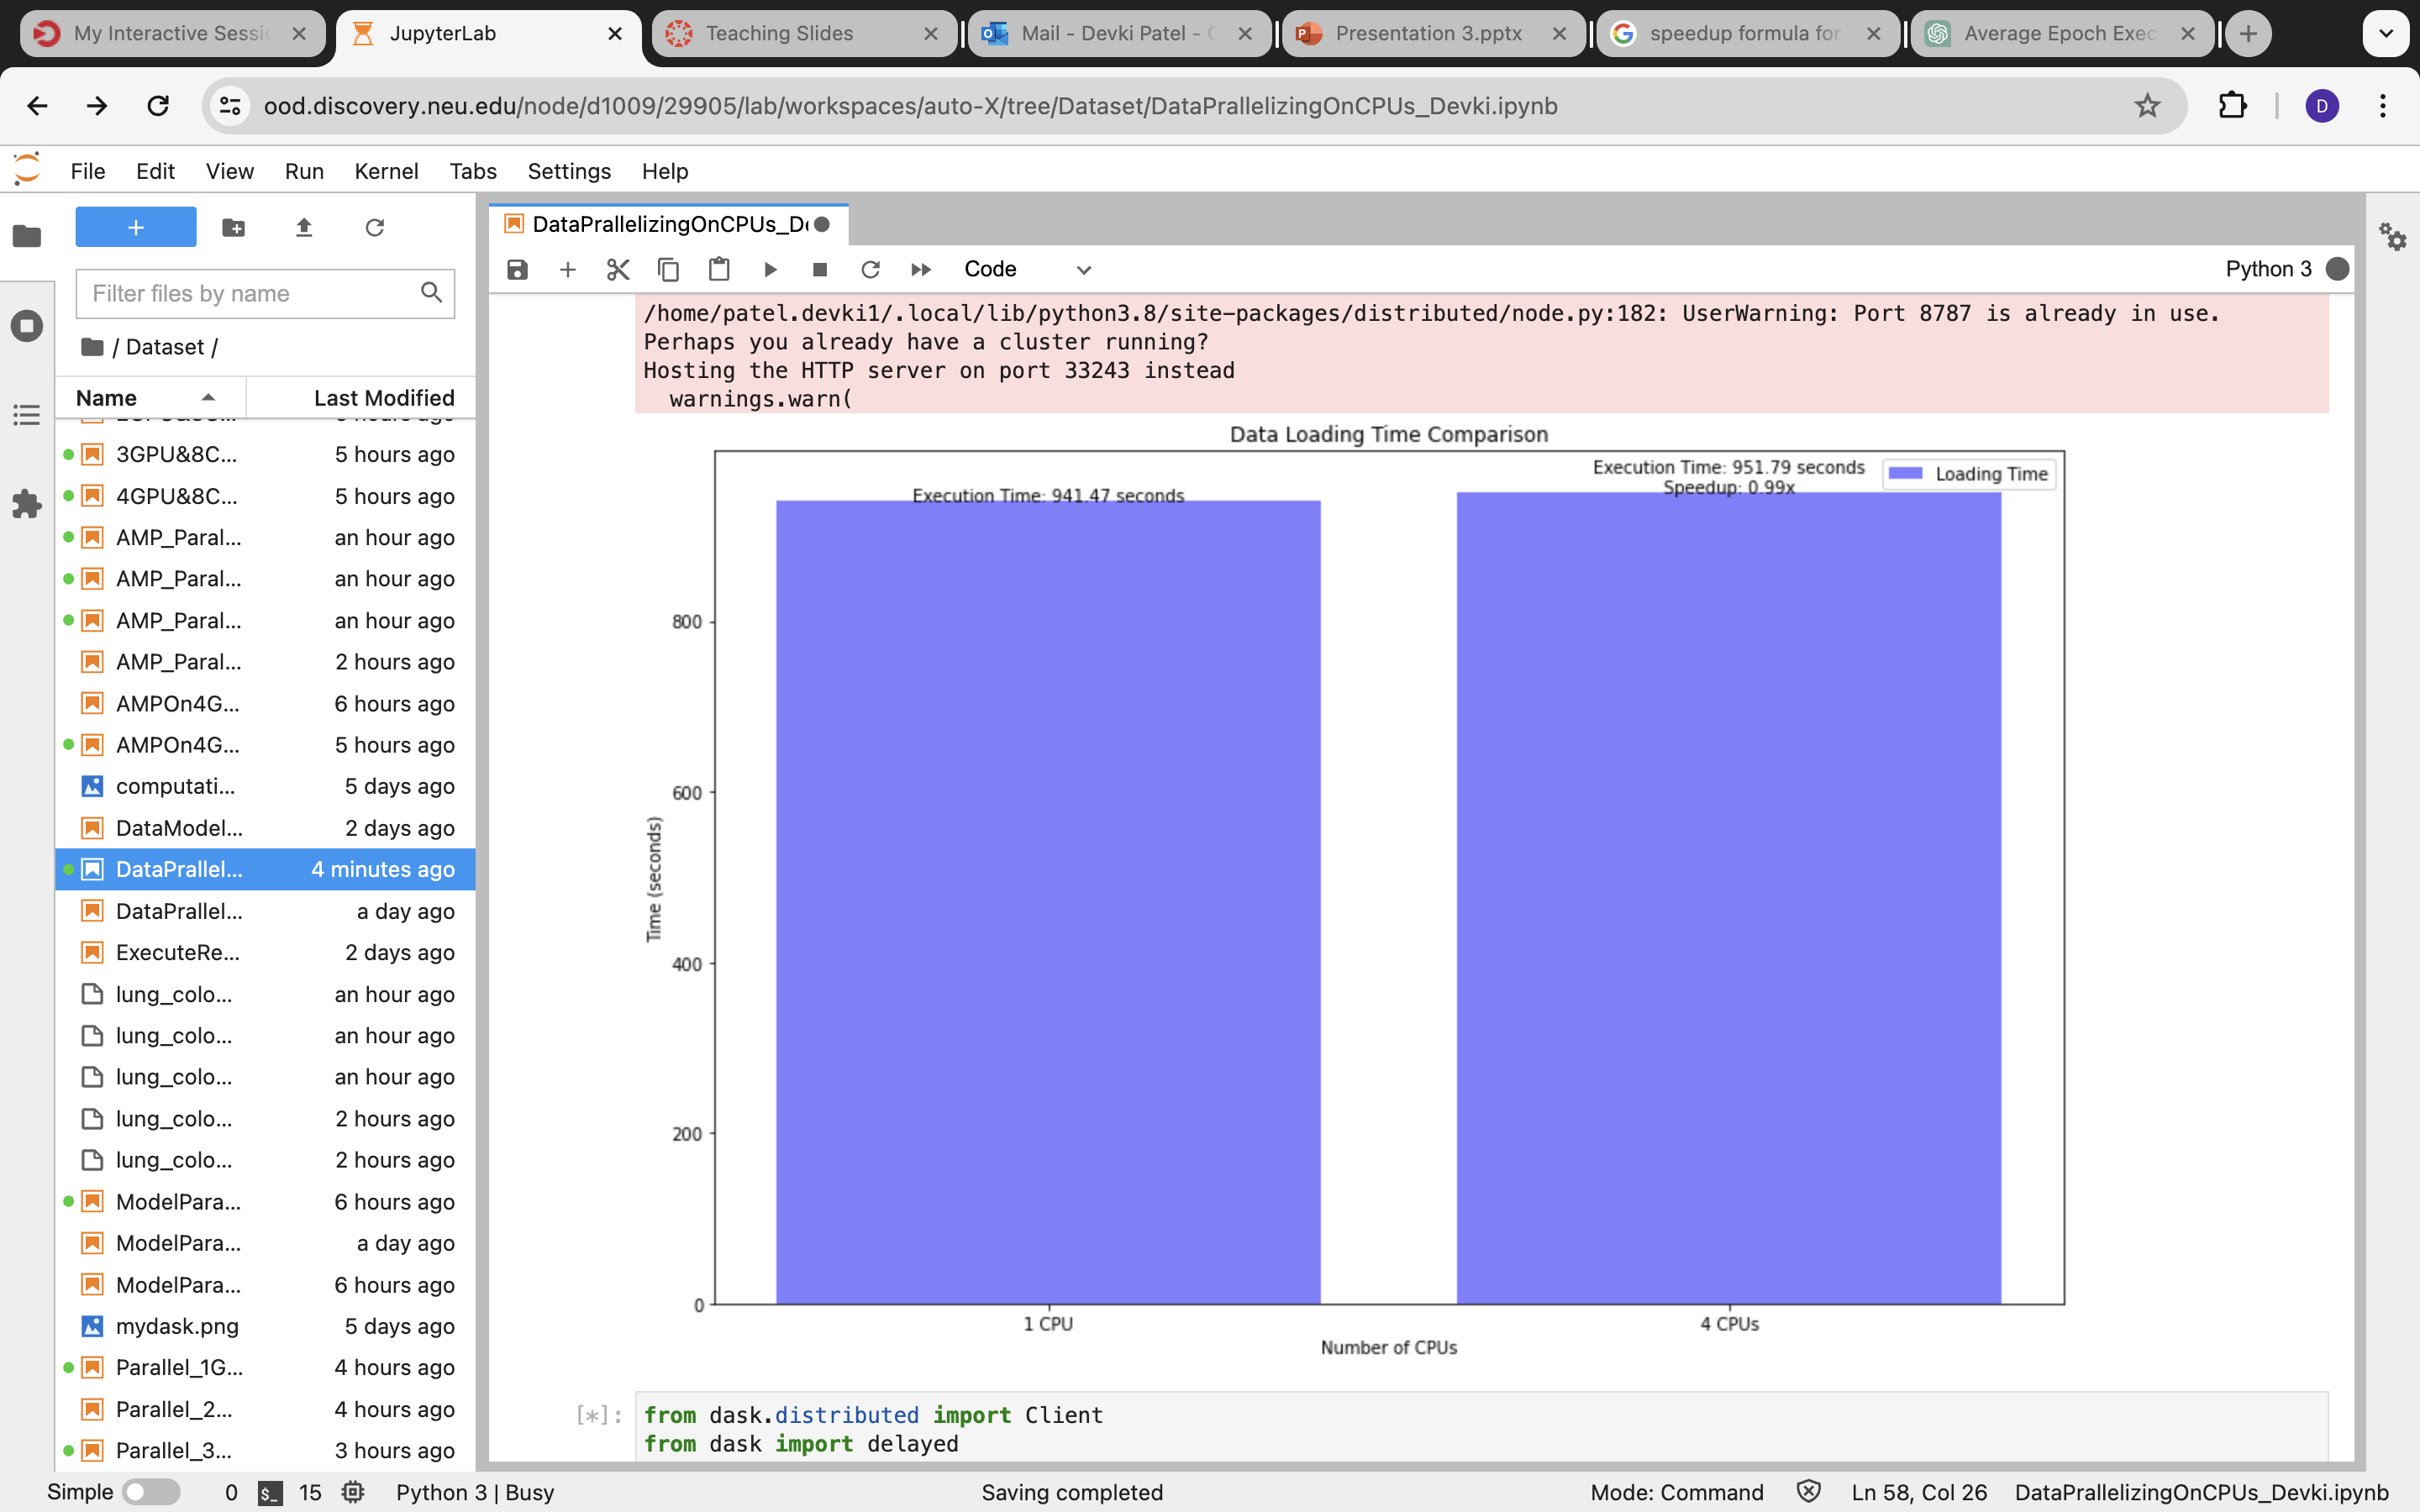 My Interactive Sessi
JupyterLab
Teaching Slides
Mail - Devki Patel - O
Presentation 3.pptx
speedup formula for
Average Epoch Exec
ood.discovery.neu.edu/node/d1009/29905/lab/workspaces/auto-X/tree/Dataset/DataPrallelizingOnCPUs_Devki.ipynb
D
File Edit View Run Kernel Tabs Settings Help
DataPrallelizingOnCPUs_De
Code
Python 3
Filter files by name
/ Dataset /
Name Last Modified
3GPU&8C... 5 hours ago
4GPU&8C... 5 hours ago
AMP_Paral... an hour ago
AMP_Paral... an hour ago
AMP_Paral... an hour ago
AMP_Paral... 2 hours ago
AMPOn4G... 6 hours ago
AMPOn4G... 5 hours ago
computati... 5 days ago
DataModel... 2 days ago
DataPrallel... 4 minutes ago
DataPrallel... a day ago
ExecuteRe... 2 days ago
lung_colo... an hour ago
lung_colo... an hour ago
lung_colo... an hour ago
lung_colo... 2 hours ago
lung_colo... 2 hours ago
ModelPara... 6 hours ago
ModelPara... a day ago
ModelPara... 6 hours ago
mydask.png 5 days ago
Parallel_1G... 4 hours ago
Parallel_2... 4 hours ago
Parallel_3... 3 hours ago
/home/patel.devki1/.local/lib/python3.8/site-packages/distributed/node.py:182: UserWarning: Port 8787 is already in use.
Perhaps you already have a cluster running?
Hosting the HTTP server on port 33243 instead
warnings.warn(
Data Loading Time Comparison
Execution Time: 941.47 seconds
Execution Time: 951.79 seconds
Speedup: 0.99x
Loading Time
800
600
400
200
0
Time (seconds)
1 CPU
4 CPUs
Number of CPUs
[*]:
from dask.distributed import Client
from dask import delayed
Simple 0 $_ 15 Python 3 | Busy
Saving completed
Mode: Command
Ln 58, Col 26
DataPrallelizingOnCPUs_Devki.ipynb